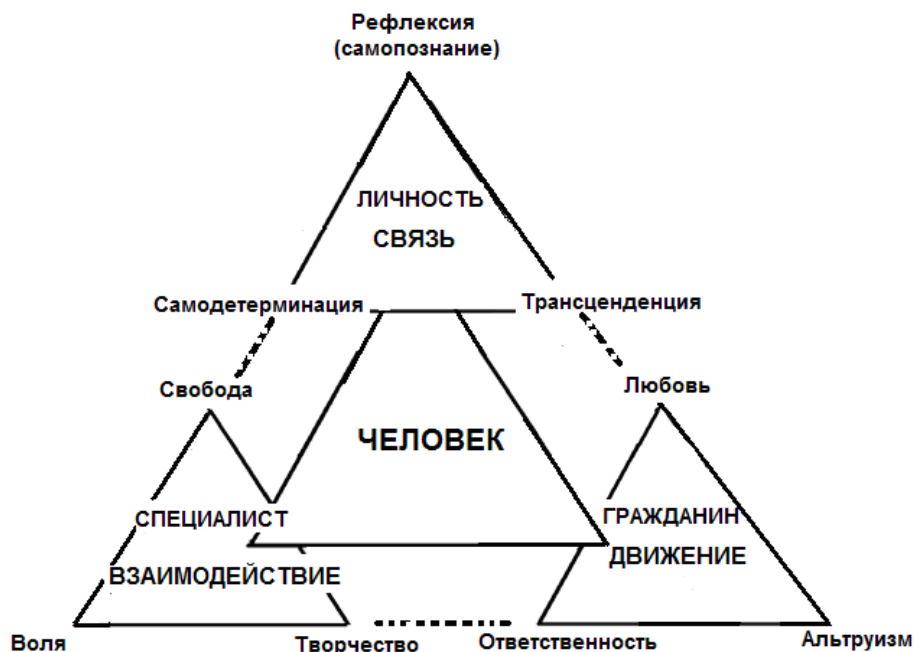 Рефлексия
(самопознание)
ЛИЧНОСТЬ
СВЯЗЬ
Самодетерминация
Трансценденция
Свобода
Любовь
ЧЕЛОВЕК
СПЕЦИАЛИСТ
ГРАЖДАНИН
ДВИЖЕНИЕ
ВЗАИМОДЕЙСТВИЕ
Воля
Творчество
Ответственность
Альтруизм